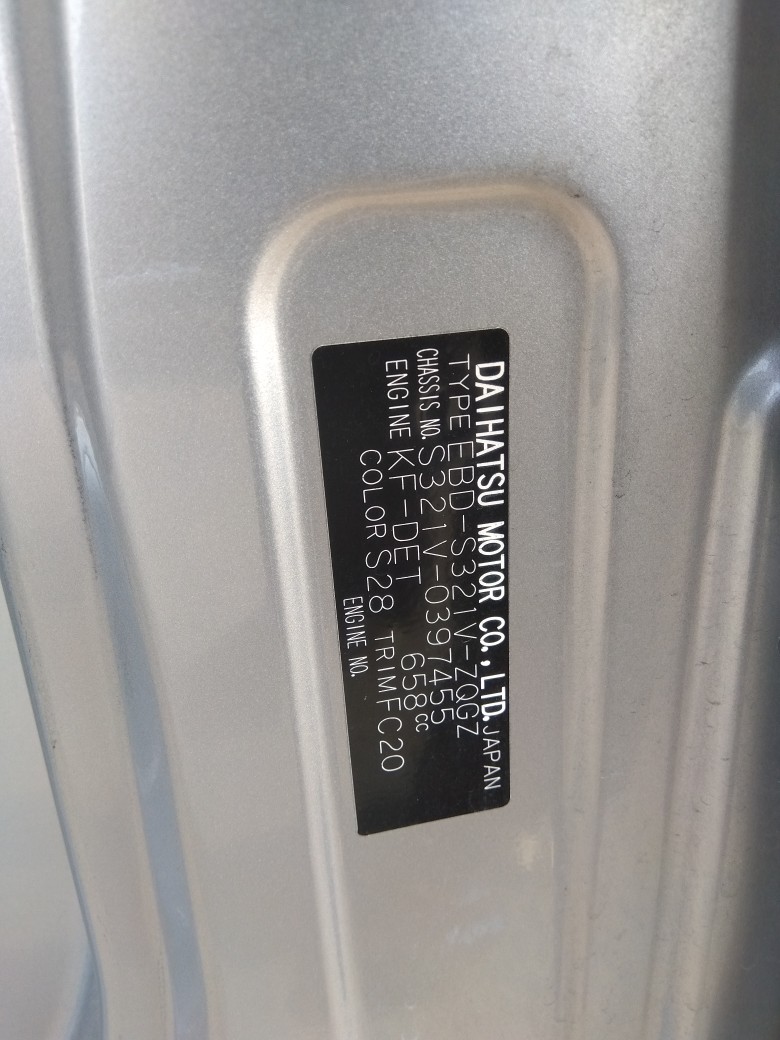 DAIHATSU MOTOR CO.,LTD. JAPAN
TYPE EBD-S321V-ZQGZ
CHASSIS NO. S321V-0397455
ENGINE KF-DET 658cc
COLOR S28 TRIM FC20
ENGINE NO.